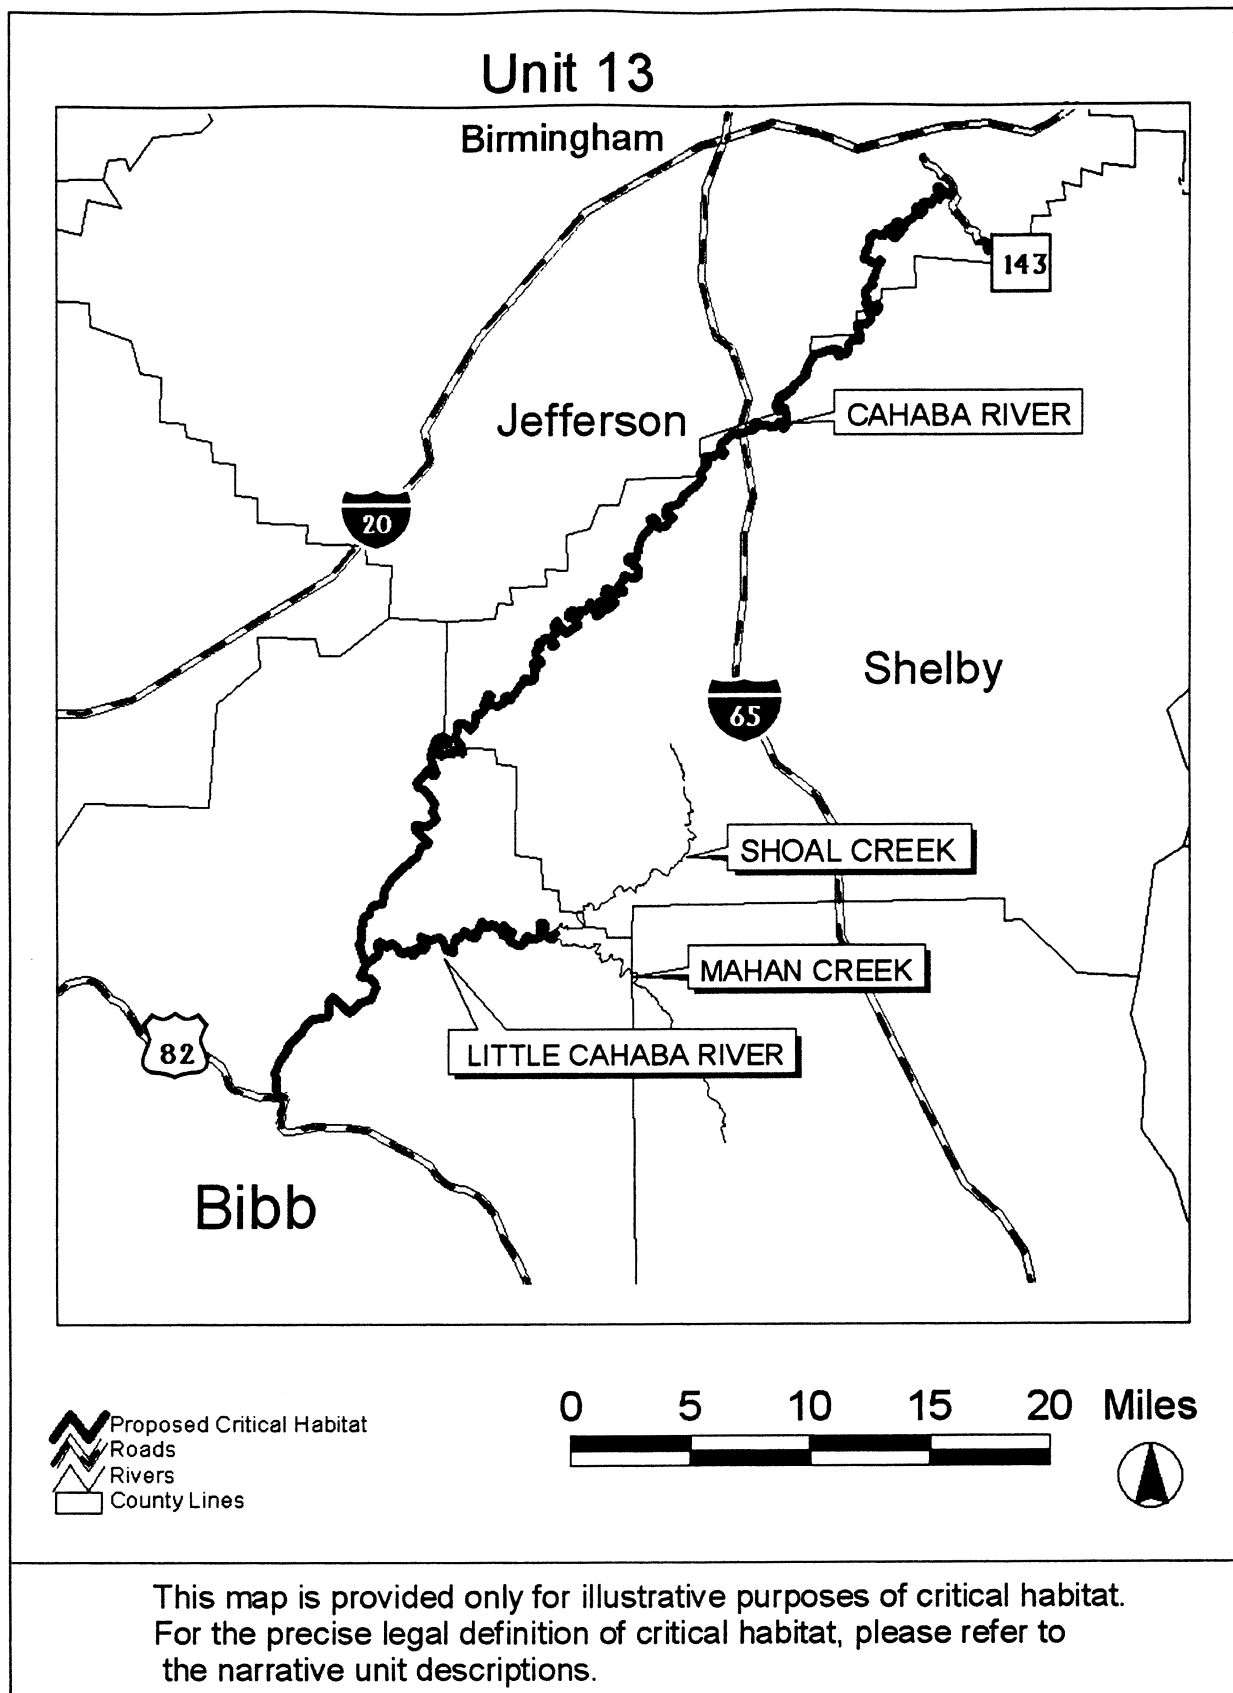 Unit 13
Birmingham
143
Jefferson
CAHABA RIVER
20
Shelby
65
SHOAL CREEK
MAHAN CREEK
LITTLE CAHABA RIVER
82
Bibb
0 5 10 15 20 Miles
Proposed Critical Habitat
Roads
Rivers
County Lines
This map is provided only for illustrative purposes of critical habitat.
For the precise legal definition of critical habitat, please refer to
the narrative unit descriptions.